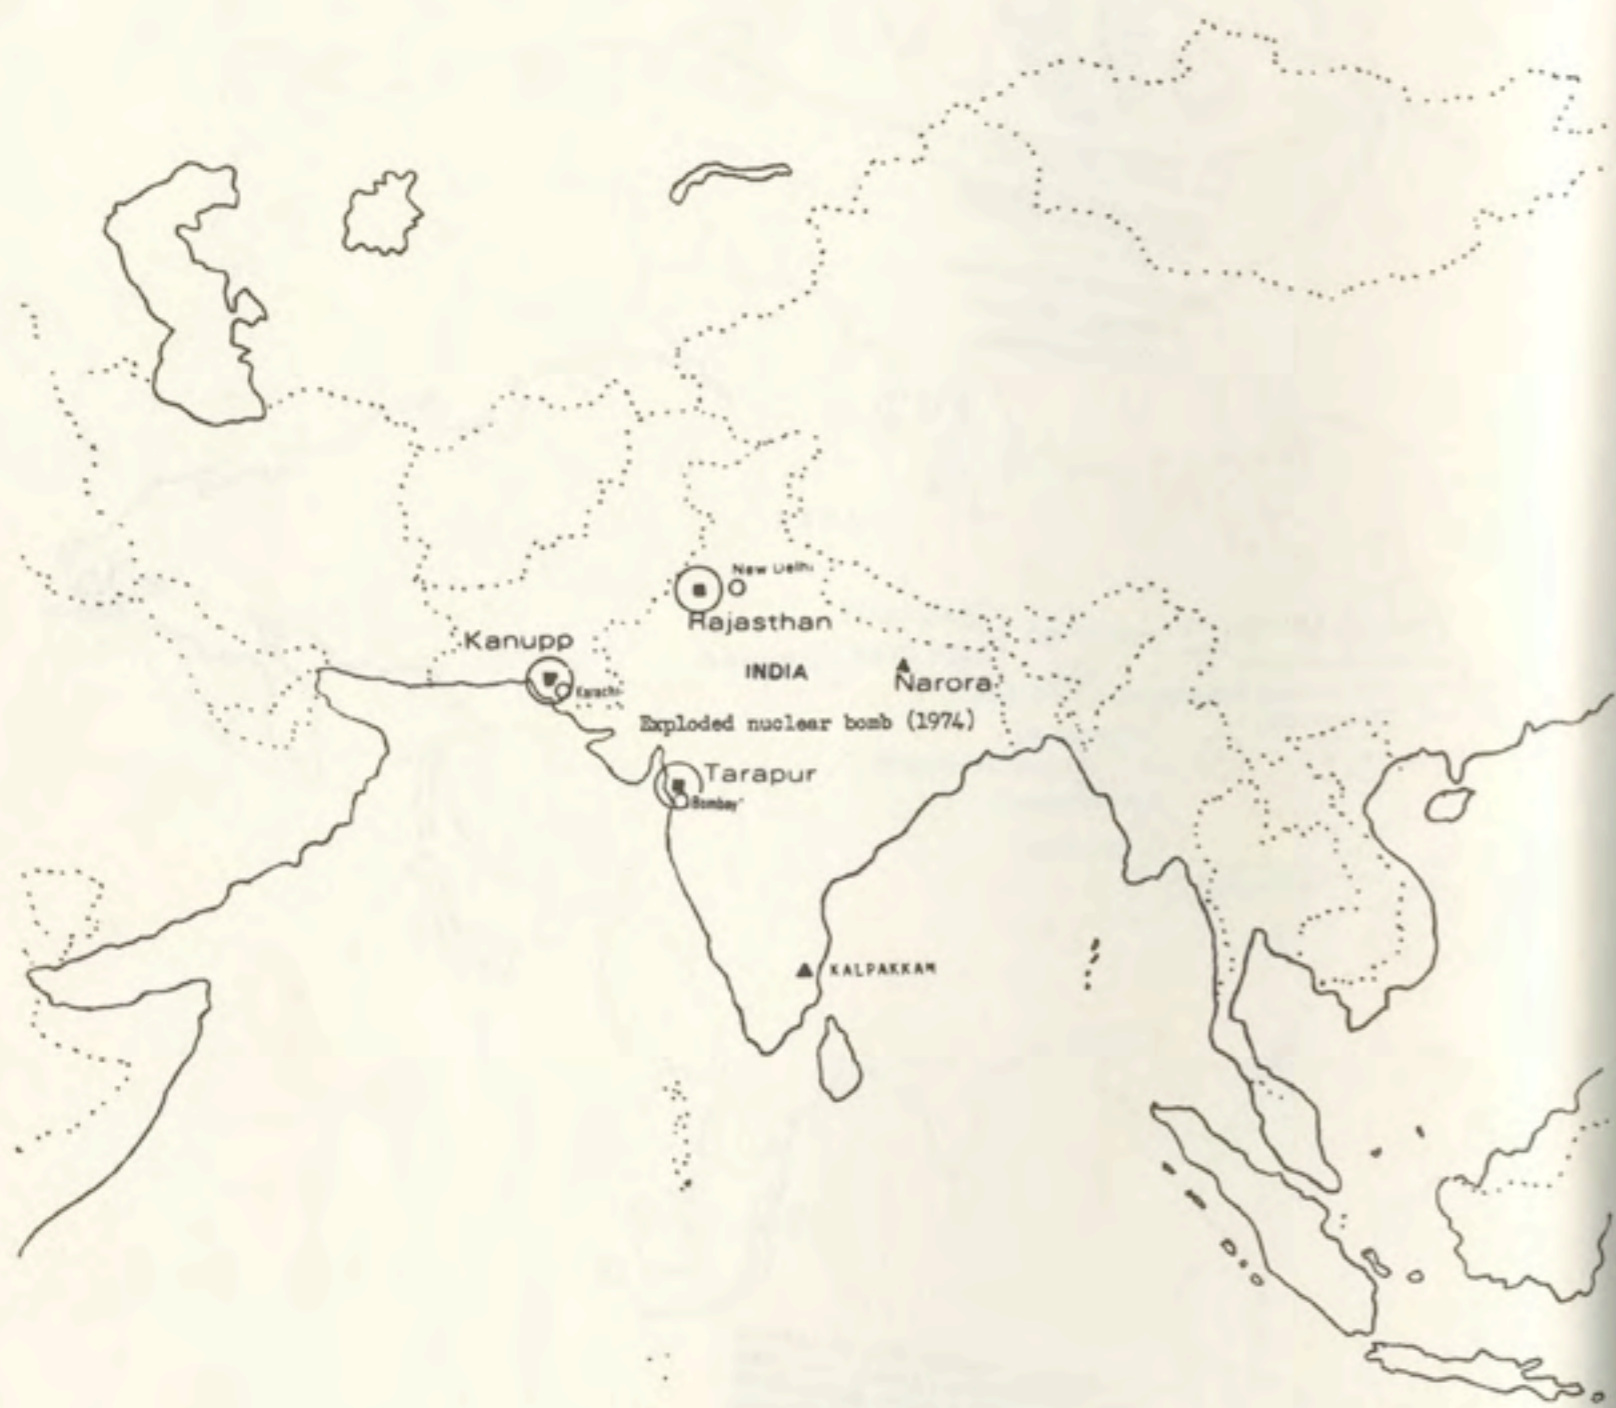 New Delhi
Rajasthan
Kanupp
INDIA
Narora
Karachi
Exploded nuclear bomb (1974)
Tarapur
Bombay
KALPAKKAM